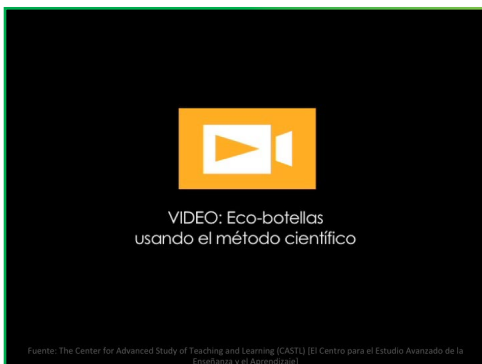 VIDEO: Eco-botellas
usando el método científico
Fuente: The Center for Advanced Study of Teaching and Learning (CASTL) [El Centro para el Estudio Avanzado de la
Enseñanza y el Aprendizaje]